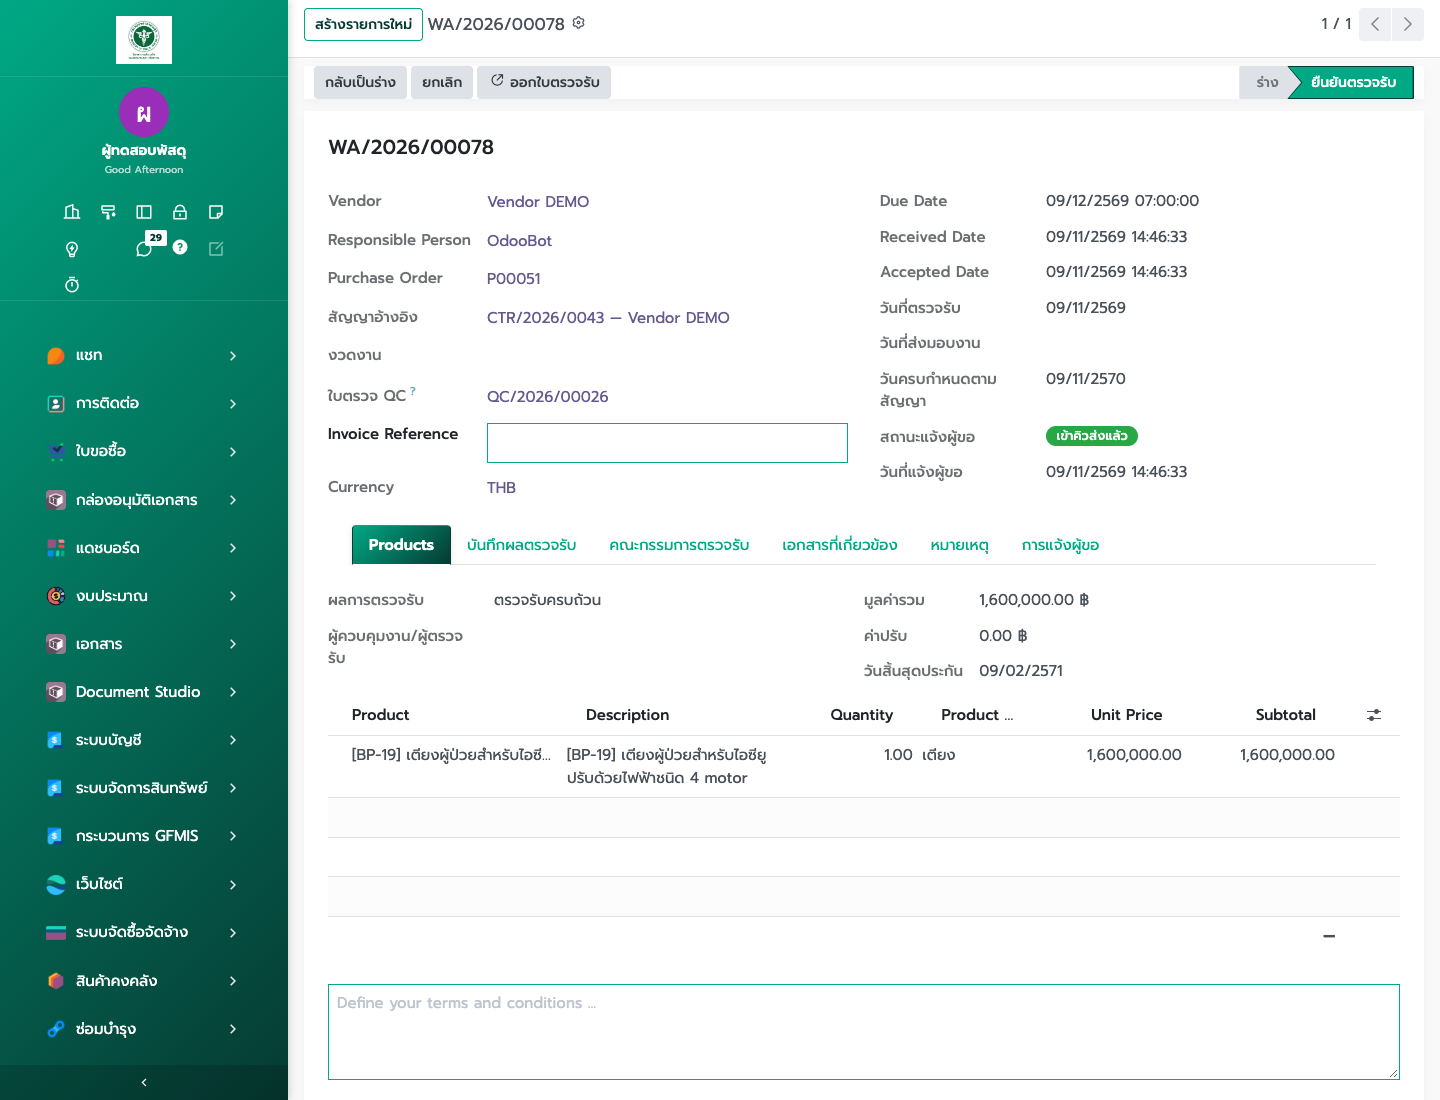 ผ
ผู้ทดสอบพัสดุ
Good Afternoon
29
?
แชท
การติดต่อ
ใบขอซื้อ
กล่องอนุมัติเอกสาร
แดชบอร์ด
งบประมาณ
เอกสาร
Document Studio
ระบบบัญชี
ระบบจัดการสินทรัพย์
กระบวนการ GFMIS
เว็บไซต์
ระบบจัดซื้อจัดจ้าง
สินค้าคงคลัง
ซ่อมบำรุง
สร้างรายการใหม่ WA/2026/00078
1 / 1
กลับเป็นร่าง ยกเลิก ออกใบตรวจรับ
ร่าง ยืนยันตรวจรับ
WA/2026/00078
Vendor Vendor DEMO
Responsible Person OdooBot
Purchase Order P00051
สัญญาอ้างอิง CTR/2026/0043 — Vendor DEMO
งวดงาน
ใบตรวจ QC ? QC/2026/00026
Invoice Reference
Currency THB
Due Date 09/12/2569 07:00:00
Received Date 09/11/2569 14:46:33
Accepted Date 09/11/2569 14:46:33
วันที่ตรวจรับ 09/11/2569
วันที่ส่งมอบงาน
วันครบกำหนดตาม 09/11/2570
สัญญา
สถานะแจ้งผู้ขอ เข้าคิวส่งแล้ว
วันที่แจ้งผู้ขอ 09/11/2569 14:46:33
Products บันทึกผลตรวจรับ คณะกรรมการตรวจรับ เอกสารที่เกี่ยวข้อง หมายเหตุ การแจ้งผู้ขอ
ผลการตรวจรับ ตรวจรับครบถ้วน
ผู้ควบคุมงาน/ผู้ตรวจ
รับ
มูลค่ารวม 1,600,000.00 ฿
ค่าปรับ 0.00 ฿
วันสิ้นสุดประกัน 09/02/2571
Product Description Quantity Product ... Unit Price Subtotal
[BP-19] เตียงผู้ป่วยสำหรับไอซี... [BP-19] เตียงผู้ป่วยสำหรับไอซียู 1.00 เตียง 1,600,000.00 1,600,000.00
ปรับด้วยไฟฟ้าชนิด 4 motor
Define your terms and conditions ...